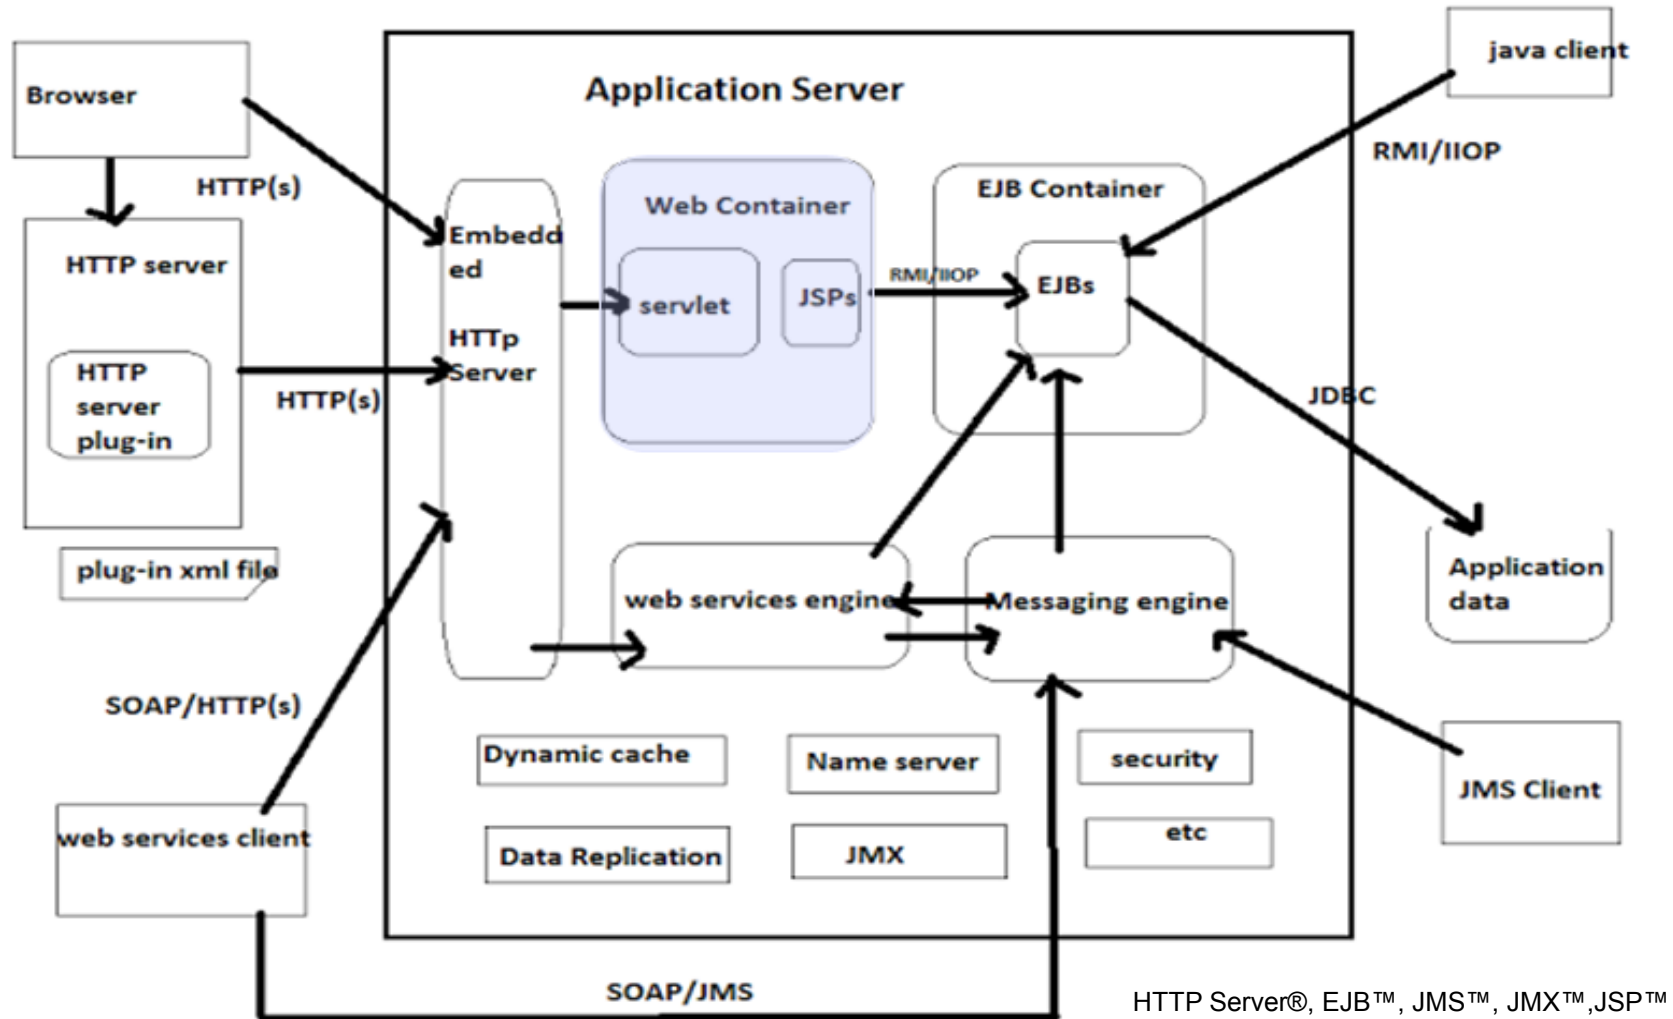 Application Server
Browser
HTTP(s)
HTTP server
HTTP
server
plug-in
HTTP(s)
plug-in xml file
SOAP/HTTP(s)
web services client
Embedd
ed
HTTp
Server
Web Container
servlet
JSPs
RMI/IIOP
EJB Container
EJBs
java client
RMI/IIOP
JDBC
Application
data
web services engine
Messaging engine
JMS Client
Dynamic cache
Name server
security
Data Replication
JMX
etc
SOAP/JMS
HTTP Server®, EJB™, JMS™, JMX™,JSP™